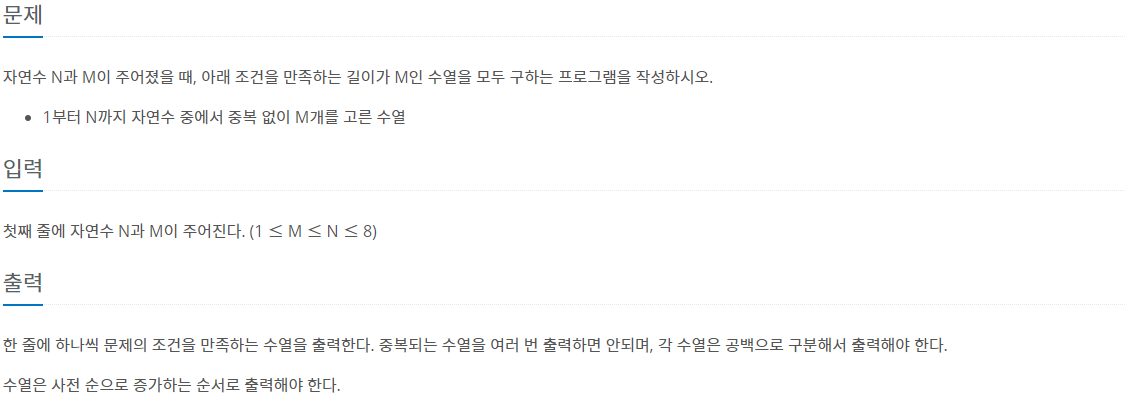 문제
자연수 N과 M이 주어졌을 때, 아래 조건을 만족하는 길이가 M인 수열을 모두 구하는 프로그램을 작성하시오.
• 1부터 N까지 자연수 중에서 중복 없이 M개를 고른 수열
입력
첫째 줄에 자연수 N과 M이 주어진다. (1 ≤ M ≤ N ≤ 8)
출력
한 줄에 하나씩 문제의 조건을 만족하는 수열을 출력한다. 중복되는 수열을 여러 번 출력하면 안되며, 각 수열은 공백으로 구분해서 출력해야 한다.
수열은 사전 순으로 증가하는 순서로 출력해야 한다.